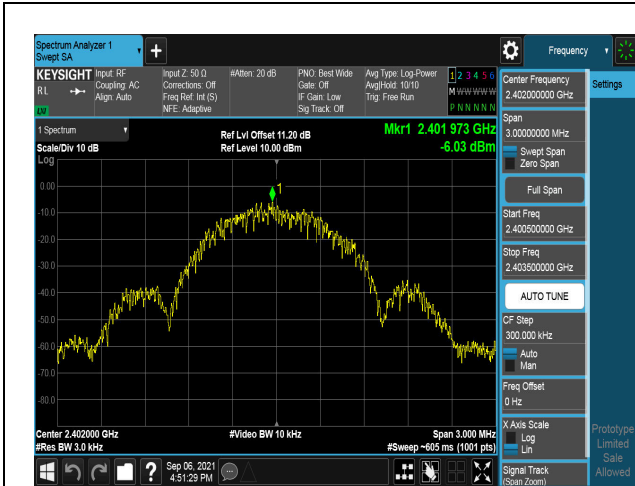 Spectrum Analyzer 1
Swept SA
+
Frequency
KEYSIGHT
R L
Input: RF
Coupling: AC
Align: Auto
Input Z: 50 Ω
Corrections: Off
Freq Ref: Int (S)
NFE: Adaptive
#Atten: 20 dB
PNO: Best Wide
Gate: Off
IF Gain: Low
Sig Track: Off
Avg Type: Log-Power
Avg|Hold: 10/10
Trig: Free Run
1 2 3 4 5 6
M W W W W W
P N N N N N
1 Spectrum
Scale/Div 10 dB
Ref Lvl Offset 11.20 dB
Ref Level 10.00 dBm
Mkr1 2.401 973 GHz
-6.03 dBm
Log
1
0.00
-10.0
-20.0
-30.0
-40.0
-50.0
-60.0
-70.0
-80.0
Center 2.402000 GHz
#Res BW 3.0 kHz
#Video BW 10 kHz
Span 3.000 MHz
#Sweep ~605 ms (1001 pts)
Sep 06, 2021
4:51:29 PM
?
Center Frequency
2.402000000 GHz
Span
3.00000000 MHz
Swept Span
Zero Span
Full Span
Start Freq
2.400500000 GHz
Stop Freq
2.403500000 GHz
AUTO TUNE
CF Step
300.000 kHz
Auto
Man
Freq Offset
0 Hz
X Axis Scale
Log
Lin
Signal Track
(Span Zoom)
Settings
Prototype
Limited
Sale
Allowed